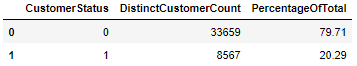 CustomerStatus DistinctCustomerCount PercentageOfTotal
0 0 33659 79.71
1 1 8567 20.29